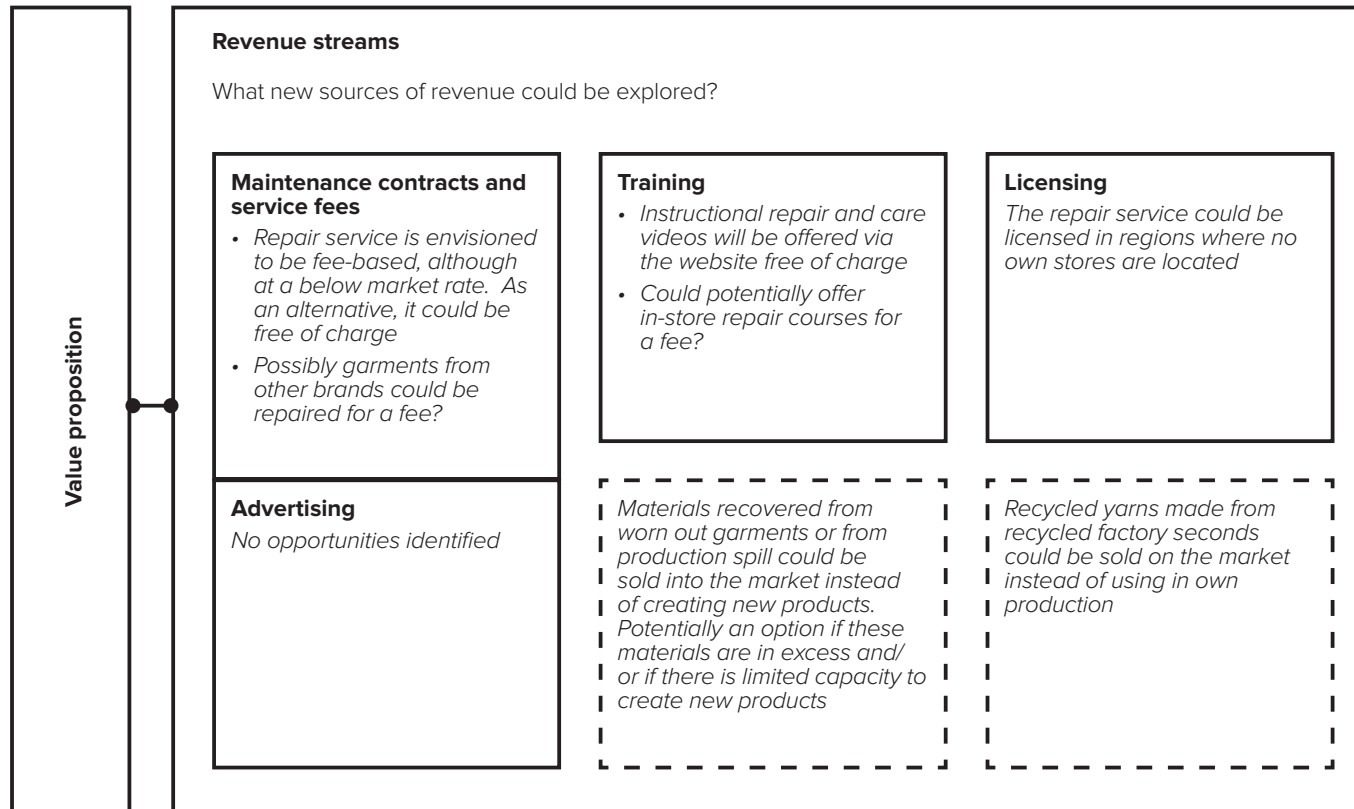 Value proposition
Revenue streams
What new sources of revenue could be explored?
Maintenance contracts and
service fees
• Repair service is envisioned
to be fee-based, although
at a below market rate.  As
an alternative, it could be
free of charge
• Possibly garments from
other brands could be
repaired for a fee?
Training
• Instructional repair and care
videos will be offered via
the website free of charge
• Could potentially offer
in-store repair courses for
a fee?
Licensing
The repair service could be
licensed in regions where no
own stores are located
Advertising
No opportunities identified
Materials recovered from
worn out garments or from
production spill could be
sold into the market instead
of creating new products.
Potentially an option if these
materials are in excess and/
or if there is limited capacity to
create new products
Recycled yarns made from
recycled factory seconds
could be sold on the market
instead of using in own
production